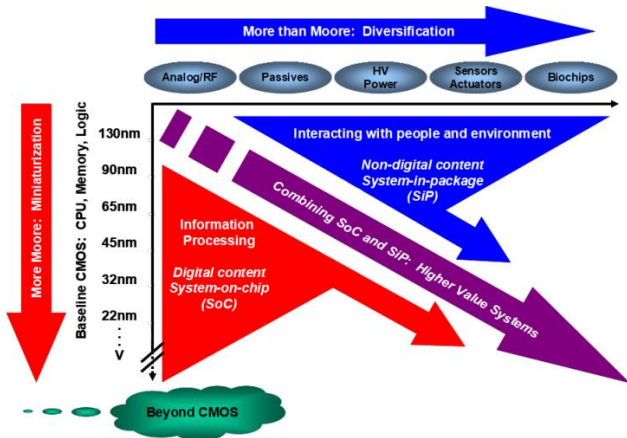 More than Moore: Diversification
Analog/RF
Passives
HV
Power
Sensors
Actuators
Biochips
More Moore: Miniaturization
Baseline CMOS: CPU, Memory, Logic
130nm
90nm
65nm
45nm
32nm
22nm
V
Interacting with people and environment
Non-digital content
System-in-package
(SiP)
Combining SoC and SiP: Higher Value Systems
Information
Processing
Digital content
System-on-chip
(SoC)
Beyond CMOS